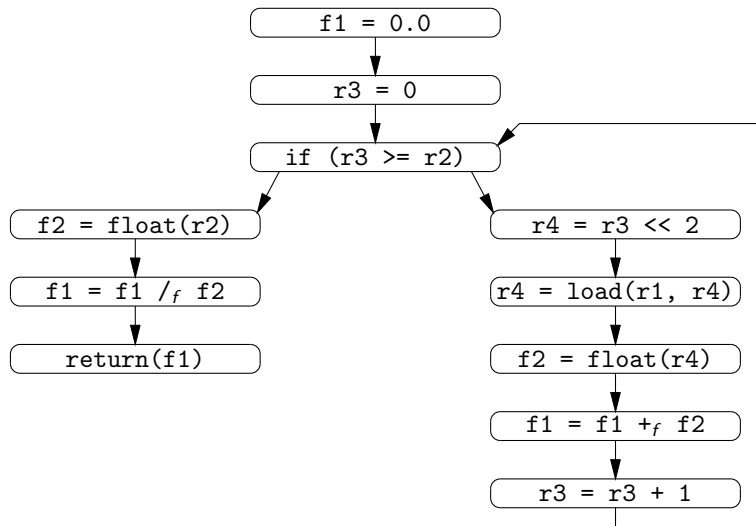 f1 = 0.0
r3 = 0
if (r3 >= r2)
f2 = float(r2)
f1 = f1 /f f2
return(f1)
r4 = r3 << 2
r4 = load(r1, r4)
f2 = float(r4)
f1 = f1 +f f2
r3 = r3 + 1